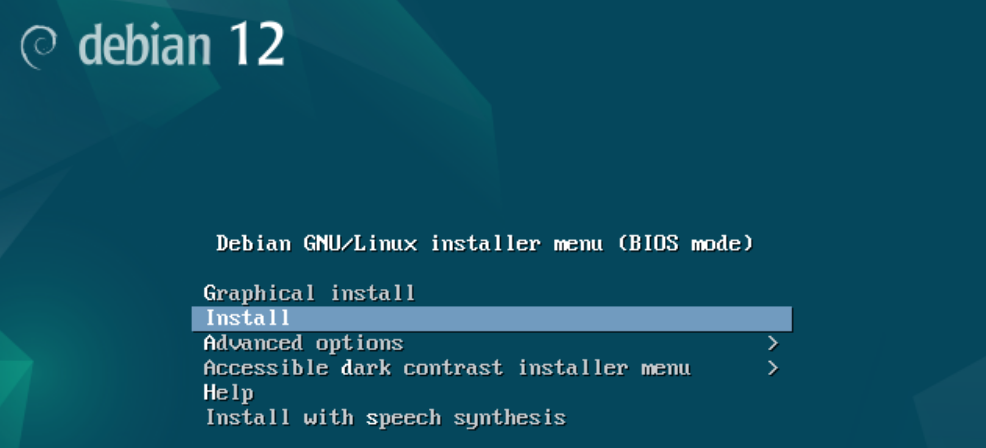 debian 12
Debian GNU/Linux installer menu (BIOS mode)
Graphical install
Install
Advanced options >
Accessible dark contrast installer menu >
Help
Install with speech synthesis